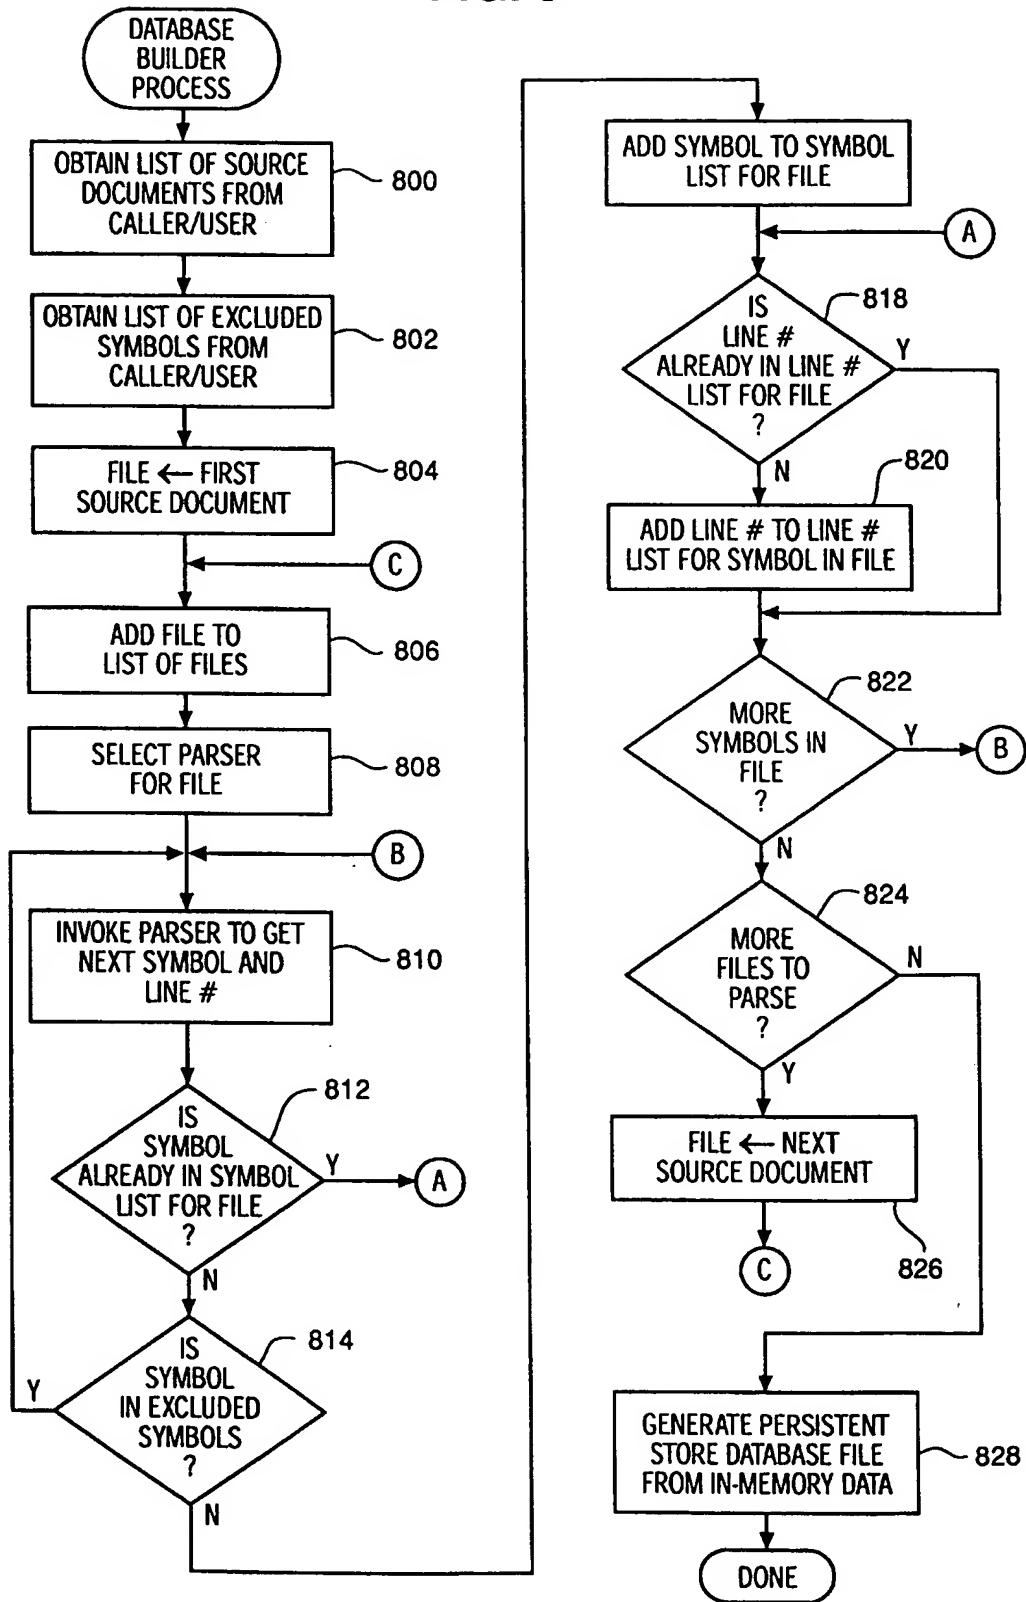 DATABASE
BUILDER
PROCESS
OBTAIN LIST OF SOURCE
DOCUMENTS FROM
CALLER/USER
800
OBTAIN LIST OF EXCLUDED
SYMBOLS FROM
CALLER/USER
802
FILE ← FIRST
SOURCE DOCUMENT
804
C
ADD FILE TO
LIST OF FILES
806
SELECT PARSER
FOR FILE
808
B
INVOKE PARSER TO GET
NEXT SYMBOL AND
LINE #
810
812
IS
SYMBOL
ALREADY IN SYMBOL
LIST FOR FILE
?
Y
A
N
814
IS
SYMBOL
IN EXCLUDED
SYMBOLS
?
Y
N
ADD SYMBOL TO SYMBOL
LIST FOR FILE
A
818
IS
LINE #
ALREADY IN LINE #
LIST FOR FILE
?
Y
N
820
ADD LINE # TO LINE #
LIST FOR SYMBOL IN FILE
822
MORE
SYMBOLS IN
FILE
?
Y
B
N
824
MORE
FILES TO
PARSE
?
N
Y
FILE ← NEXT
SOURCE DOCUMENT
826
C
GENERATE PERSISTENT
STORE DATABASE FILE
FROM IN-MEMORY DATA
828
DONE